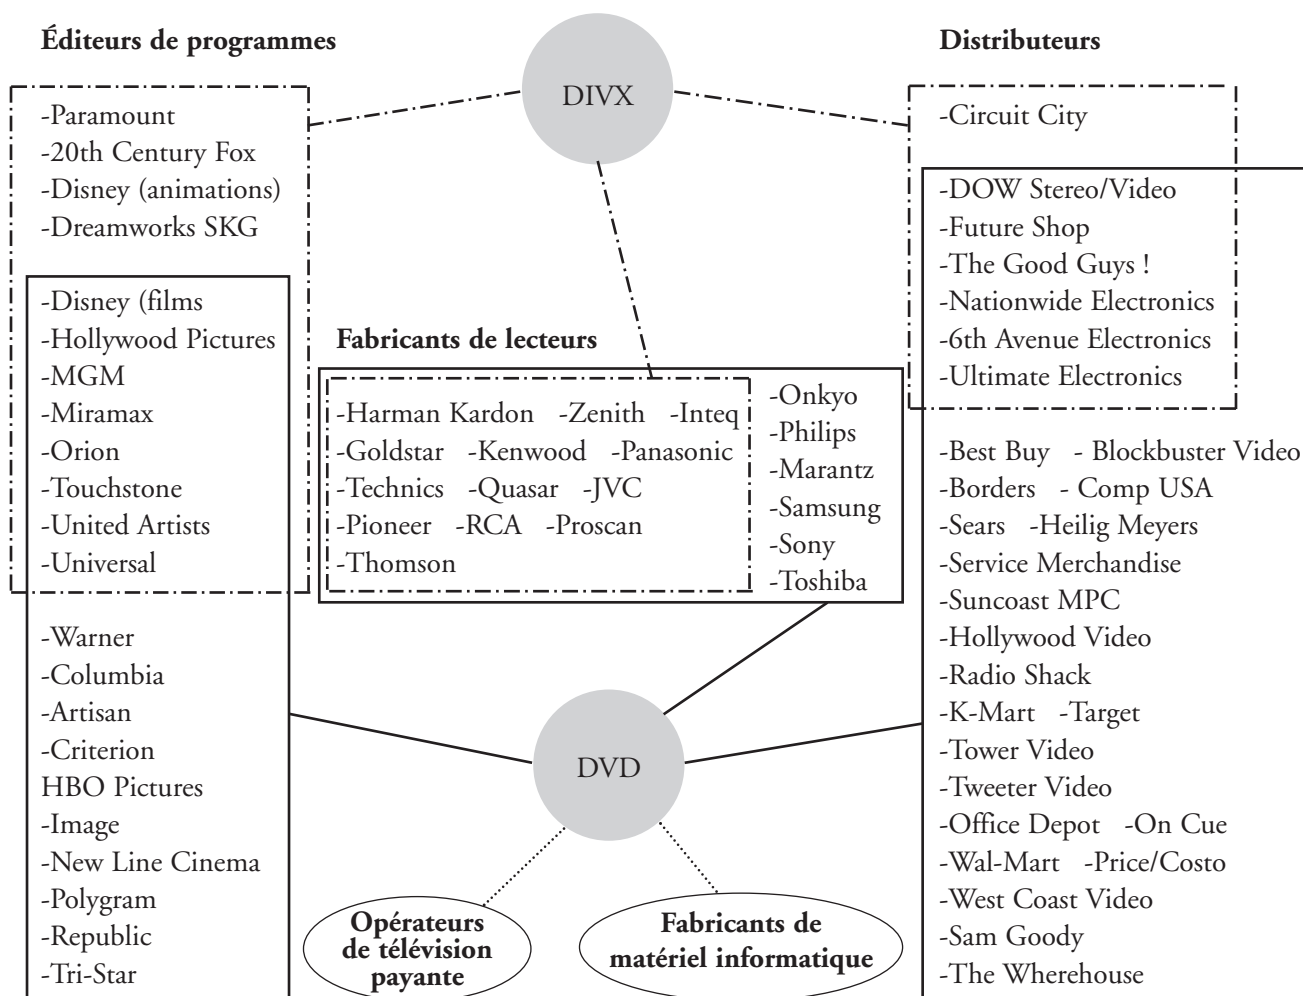 Éditeurs de programmes
-Paramount
-20th Century Fox
-Disney (animations)
-Dreamworks SKG
-Disney (films
-Hollywood Pictures
-MGM
-Miramax
-Orion
-Touchstone
-United Artists
-Universal
-Warner
-Columbia
-Artisan
-Criterion
HBO Pictures
-Image
-New Line Cinema
-Polygram
-Republic
-Tri-Star
DIVX
Fabricants de lecteurs
-Harman Kardon -Zenith -Inteq
-Goldstar -Kenwood -Panasonic
-Technics -Quasar -JVC
-Pioneer -RCA -Proscan
-Thomson
-Onkyo
-Philips
-Marantz
-Samsung
-Sony
-Toshiba
DVD
Opérateurs
de télévision
payante
Fabricants de
matériel informatique
Distributeurs
-Circuit City
-DOW Stereo/Video
-Future Shop
-The Good Guys !
-Nationwide Electronics
-6th Avenue Electronics
-Ultimate Electronics
-Best Buy - Blockbuster Video
-Borders - Comp USA
-Sears -Heilig Meyers
-Service Merchandise
-Suncoast MPC
-Hollywood Video
-Radio Shack
-K-Mart -Target
-Tower Video
-Tweeter Video
-Office Depot -On Cue
-Wal-Mart -Price/Costo
-West Coast Video
-Sam Goody
-The Wherehouse